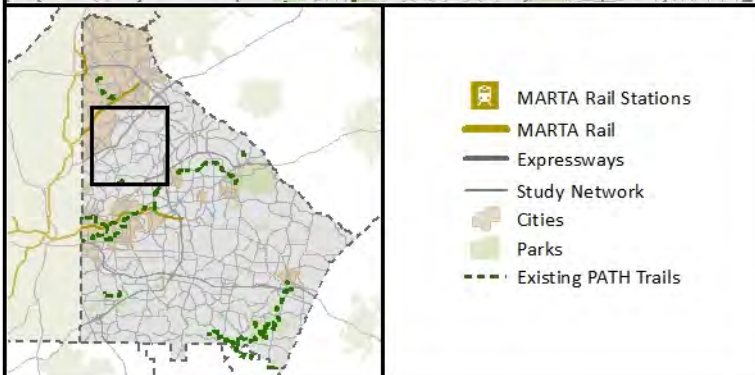 MARTA Rail Stations
MARTA Rail
Expressways
Study Network
Cities
Parks
Existing PATH Trails